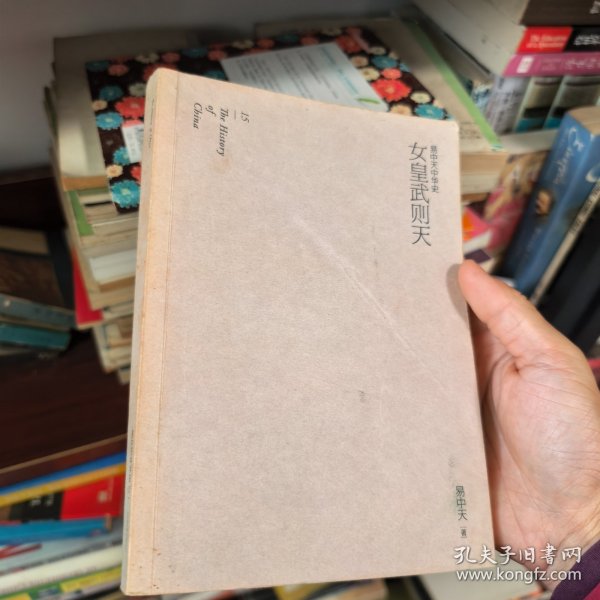 15
The History
of
China
易中天中华史
女皇武则天
易中天 [著]
孔夫子旧书网
www.kongfz.com